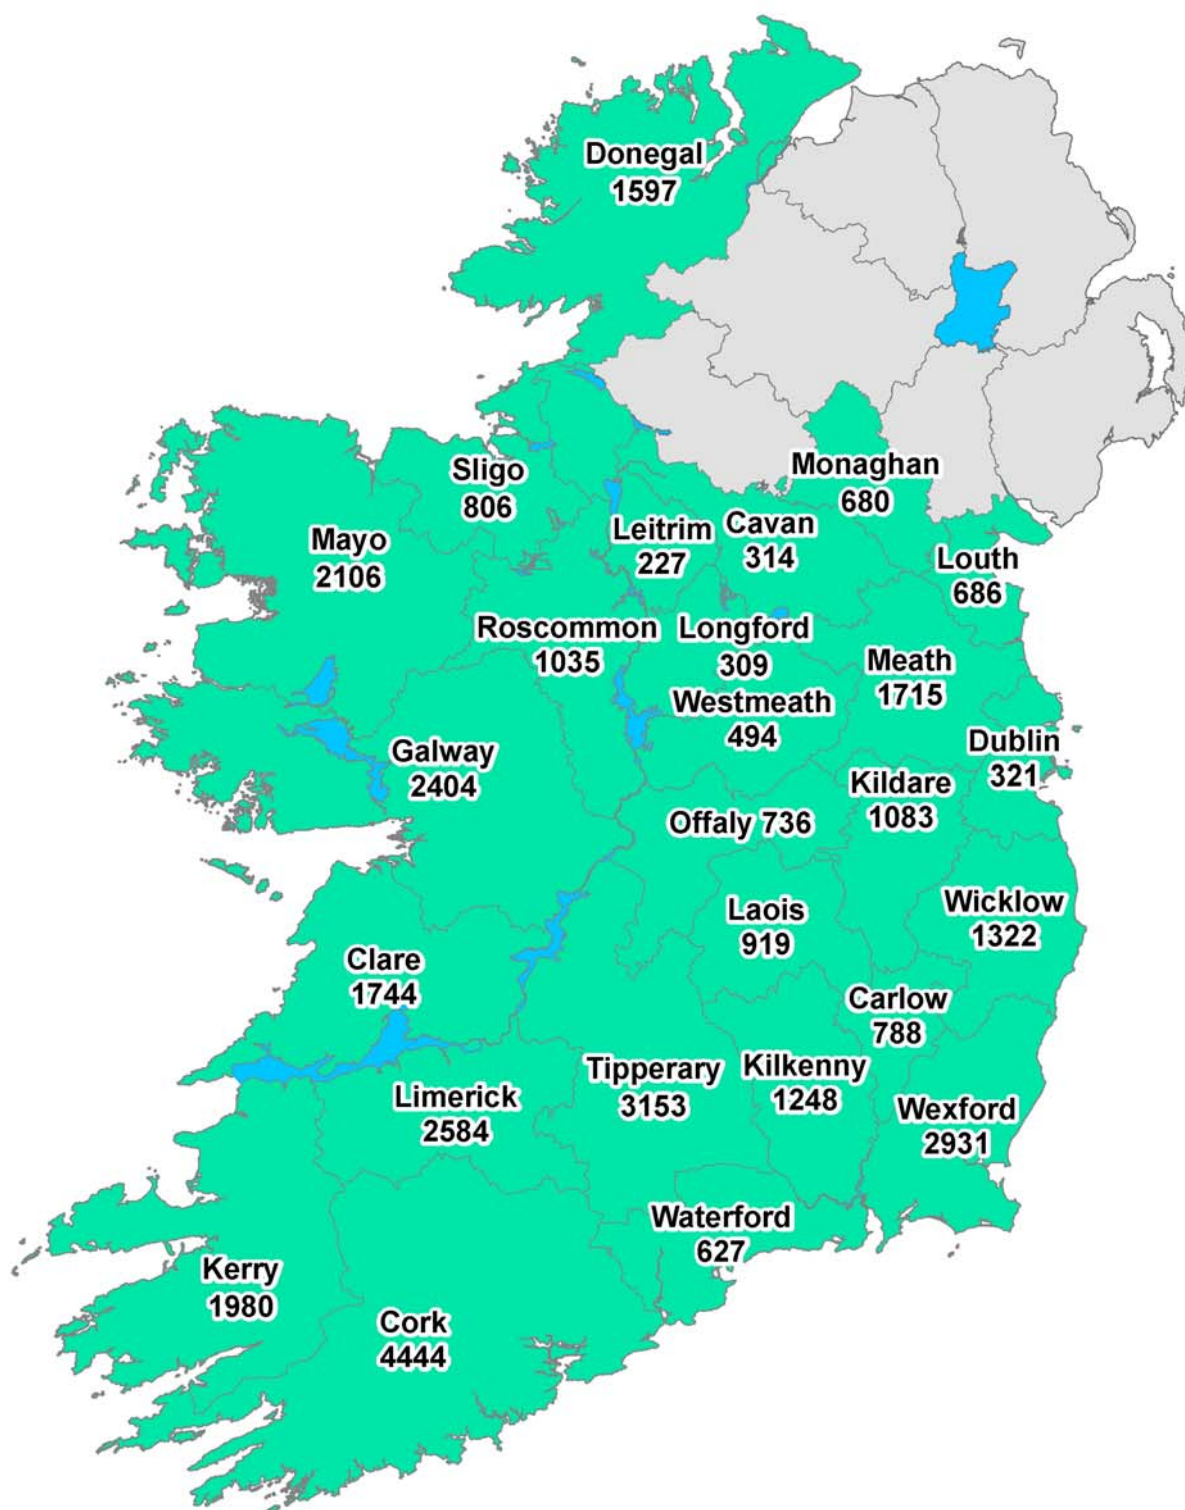 Donegal
1597
Monaghan
680
Sligo
806
Leitrim
227
Cavan
314
Mayo
2106
Louth
686
Roscommon
1035
Longford
309
Meath
1715
Westmeath
494
Galway
2404
Dublin
321
Kildare
1083
Offaly 736
Laois
919
Wicklow
1322
Clare
1744
Carlow
788
Tipperary
3153
Kilkenny
1248
Limerick
2584
Wexford
2931
Waterford
627
Kerry
1980
Cork
4444